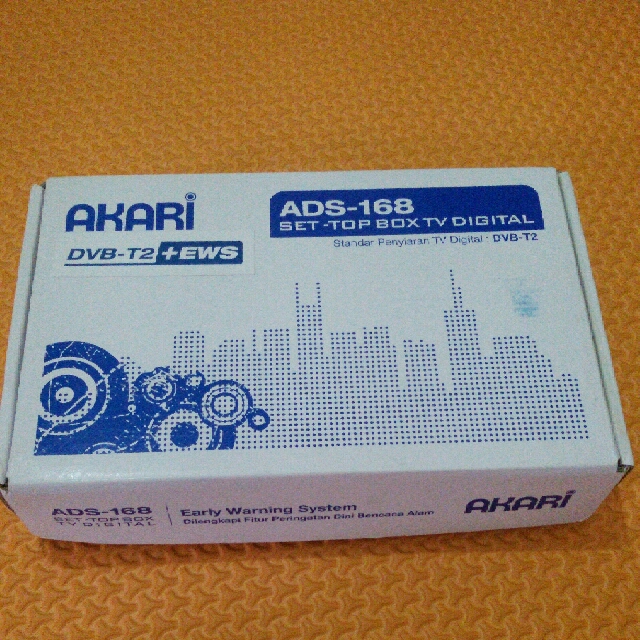 AKARI
ADS-168
SET-TOP BOX TV DIGITAL
DVB-T2 +EWS
Standar Penyiaran TV Digital : DVB-T2
ADS-168
SET-TOP BOX
TV DIGITAL
Early Warning System
Dilengkapi Fitur Peringatan Dini Bencana Alam
AKARI